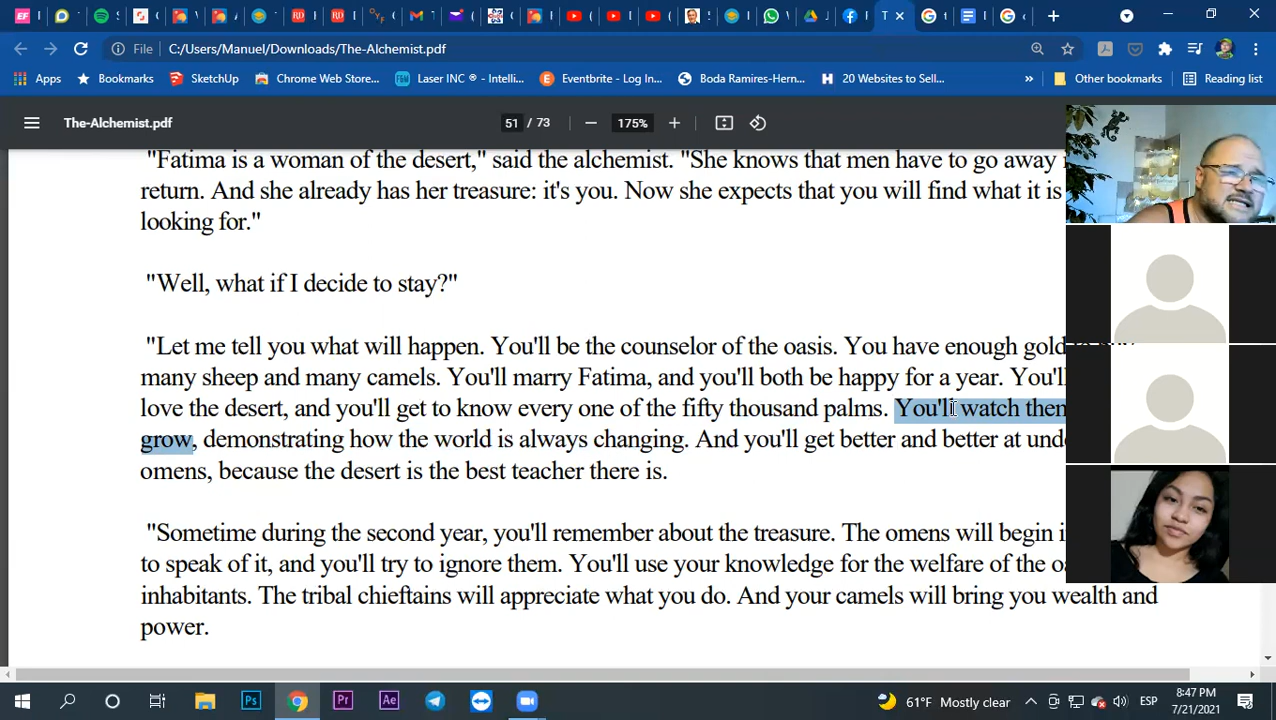 File
C:/Users/Manuel/Downloads/The-Alchemist.pdf
Apps
Bookmarks
SketchUp
Chrome Web Store...
Laser INC ® - Intelli...
Eventbrite - Log In...
Boda Ramires-Hern...
20 Websites to Sell...
»
Other bookmarks
Reading list
The-Alchemist.pdf
51 / 73
175%
"Fatima is a woman of the desert," said the alchemist. "She knows that men have to go away
return. And she already has her treasure: it's you. Now she expects that you will find what it is
looking for."
"Well, what if I decide to stay?"
"Let me tell you what will happen. You'll be the counselor of the oasis. You have enough gold
many sheep and many camels. You'll marry Fatima, and you'll both be happy for a year. You'll
love the desert, and you'll get to know every one of the fifty thousand palms. You'll watch them
grow, demonstrating how the world is always changing. And you'll get better and better at
omens, because the desert is the best teacher there is.
"Sometime during the second year, you'll remember about the treasure. The omens will begin
to speak of it, and you'll try to ignore them. You'll use your knowledge for the welfare of the
inhabitants. The tribal chieftains will appreciate what you do. And your camels will bring you wealth and
power.
61°F Mostly clear
ESP
8:47 PM
7/21/2021